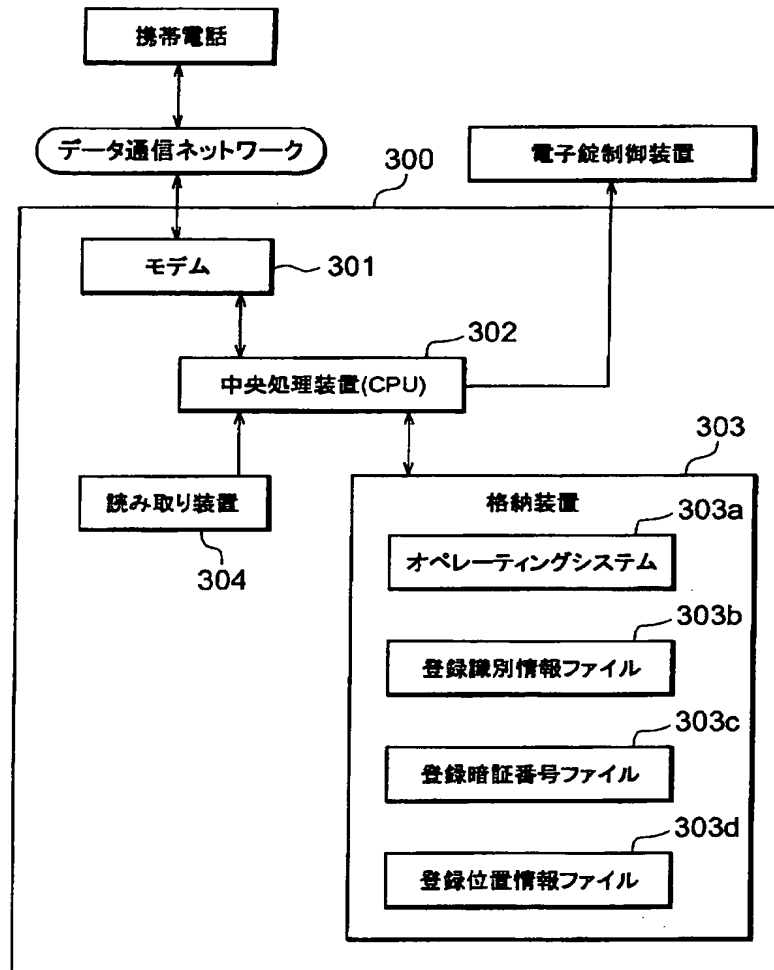 携帯電話
データ通信ネットワーク
300
電子錠制御装置
モデム
301
302
中央処理装置(CPU)
303
読み取り装置
304
格納装置
303a
オペレーティングシステム
303b
登録識別情報ファイル
303c
登録暗証番号ファイル
303d
登録位置情報ファイル